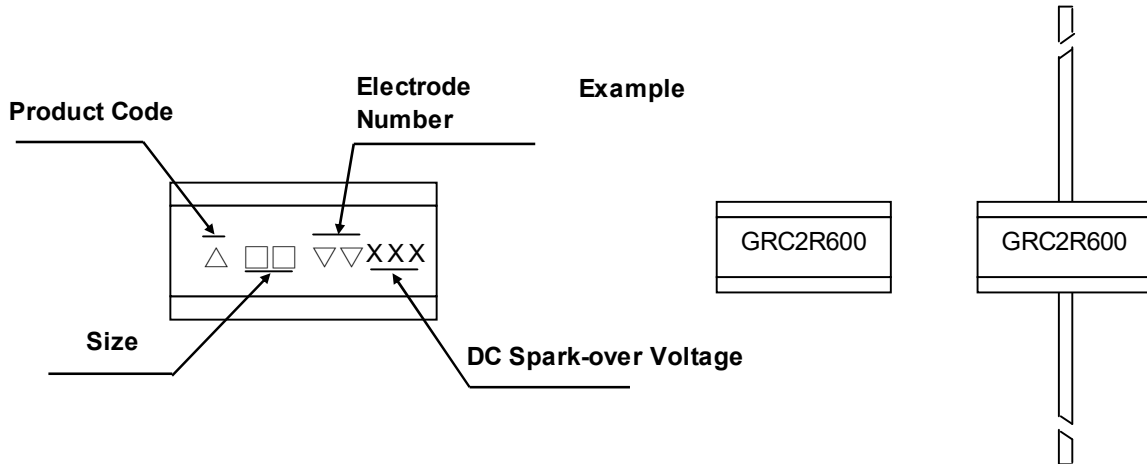 Product Code
Electrode
Number
Example
△ □□ ▽▽XXX
GRC2R600
GRC2R600
Size
DC Spark-over Voltage